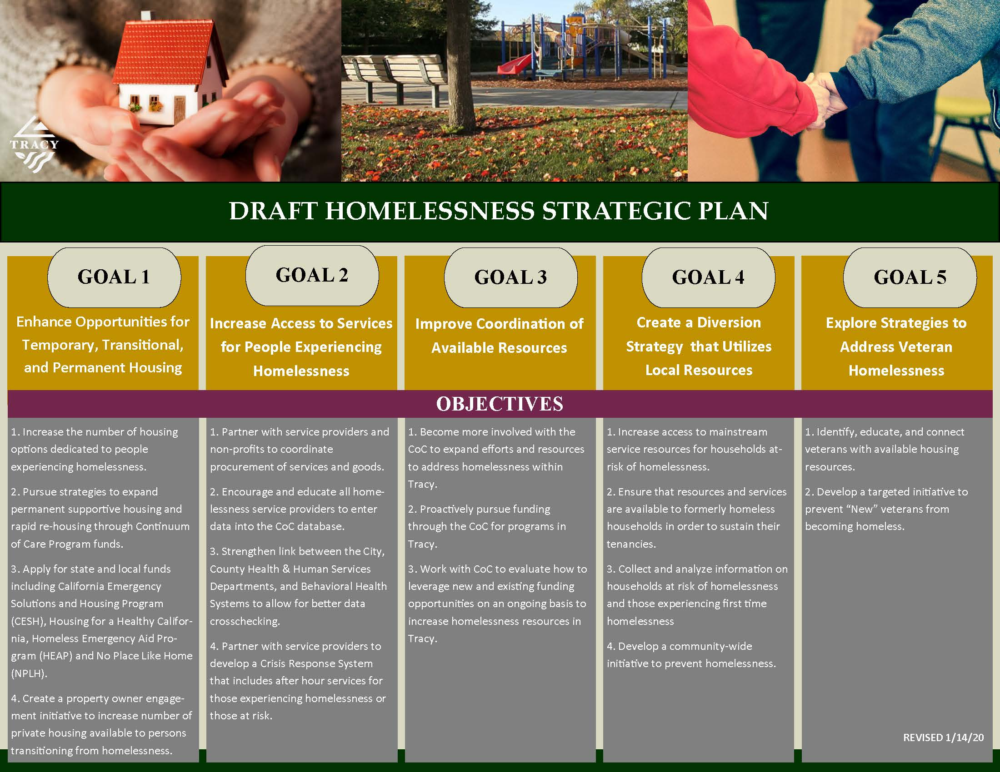 TRACY
DRAFT HOMELESSNESS STRATEGIC PLAN
GOAL 1
Enhance Opportunities for
Temporary, Transitional,
and Permanent Housing
GOAL 2
Increase Access to Services
for People Experiencing
Homelessness
GOAL 3
Improve Coordination of
Available Resources
GOAL 4
Create a Diversion
Strategy that Utilizes
Local Resources
GOAL 5
Explore Strategies to
Address Veteran
Homelessness
OBJECTIVES
1. Increase the number of housing
options dedicated to people
experiencing homelessness.
2. Pursue strategies to expand
permanent supportive housing and
rapid re-housing through Continuum
of Care Program funds.
3. Apply for state and local funds
including California Emergency
Solutions and Housing Program
(CESH), Housing for a Healthy Califor-
nia, Homeless Emergency Aid Pro-
gram (HEAP) and No Place Like Home
(NPLH).
4. Create a property owner engage-
ment initiative to increase number of
private housing available to persons
transitioning from homelessness.
1. Partner with service providers and
non-profits to coordinate
procurement of services and goods.
2. Encourage and educate all home-
lessness service providers to enter
data into the CoC database.
3. Strengthen link between the City,
County Health & Human Services
Departments, and Behavioral Health
Systems to allow for better data
crosschecking.
4. Partner with service providers to
develop a Crisis Response System
that includes after hour services for
those experiencing homelessness or
those at risk.
1. Become more involved with the
CoC to expand efforts and resources
to address homelessness within
Tracy.
2. Proactively pursue funding
through the CoC for programs in
Tracy.
3. Work with CoC to evaluate how to
leverage new and existing funding
opportunities on an ongoing basis to
increase homelessness resources in
Tracy.
1. Increase access to mainstream
service resources for households at-
risk of homelessness.
2. Ensure that resources and services
are available to formerly homeless
households in order to sustain their
tenancies.
3. Collect and analyze information on
households at risk of homelessness
and those experiencing first time
homelessness
4. Develop a community-wide
initiative to prevent homelessness.
1. Identify, educate, and connect
veterans with available housing
resources.
2. Develop a targeted initiative to
prevent “New” veterans from
becoming homeless.
REVISED 1/14/20